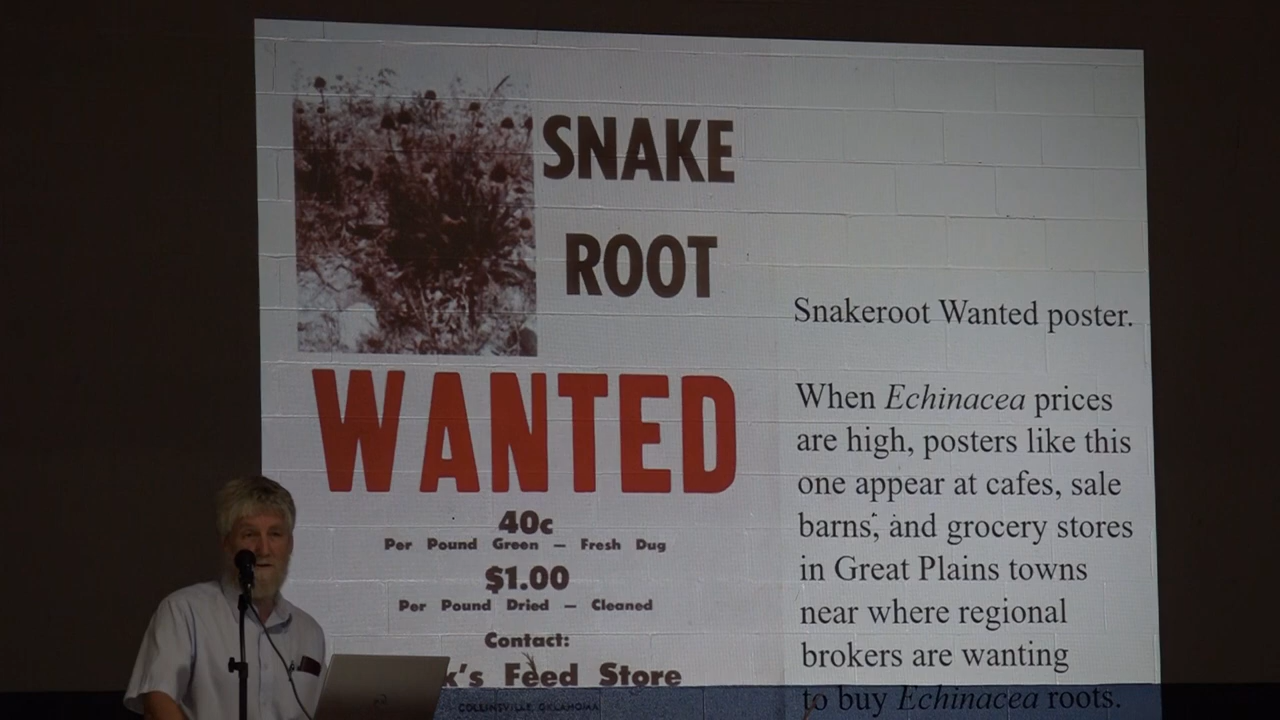 SNAKE
ROOT
WANTED
40c
Per Pound Green — Fresh Dug
$1.00
Per Pound Dried — Cleaned
Contact:
k's Feed Store
COLLINSVILLE, OKLAHOMA
Snakeroot Wanted poster.
When Echinacea prices
are high, posters like this
one appear at cafes, sale
barns, and grocery stores
in Great Plains towns
near where regional
brokers are wanting
to buy Echinacea roots.